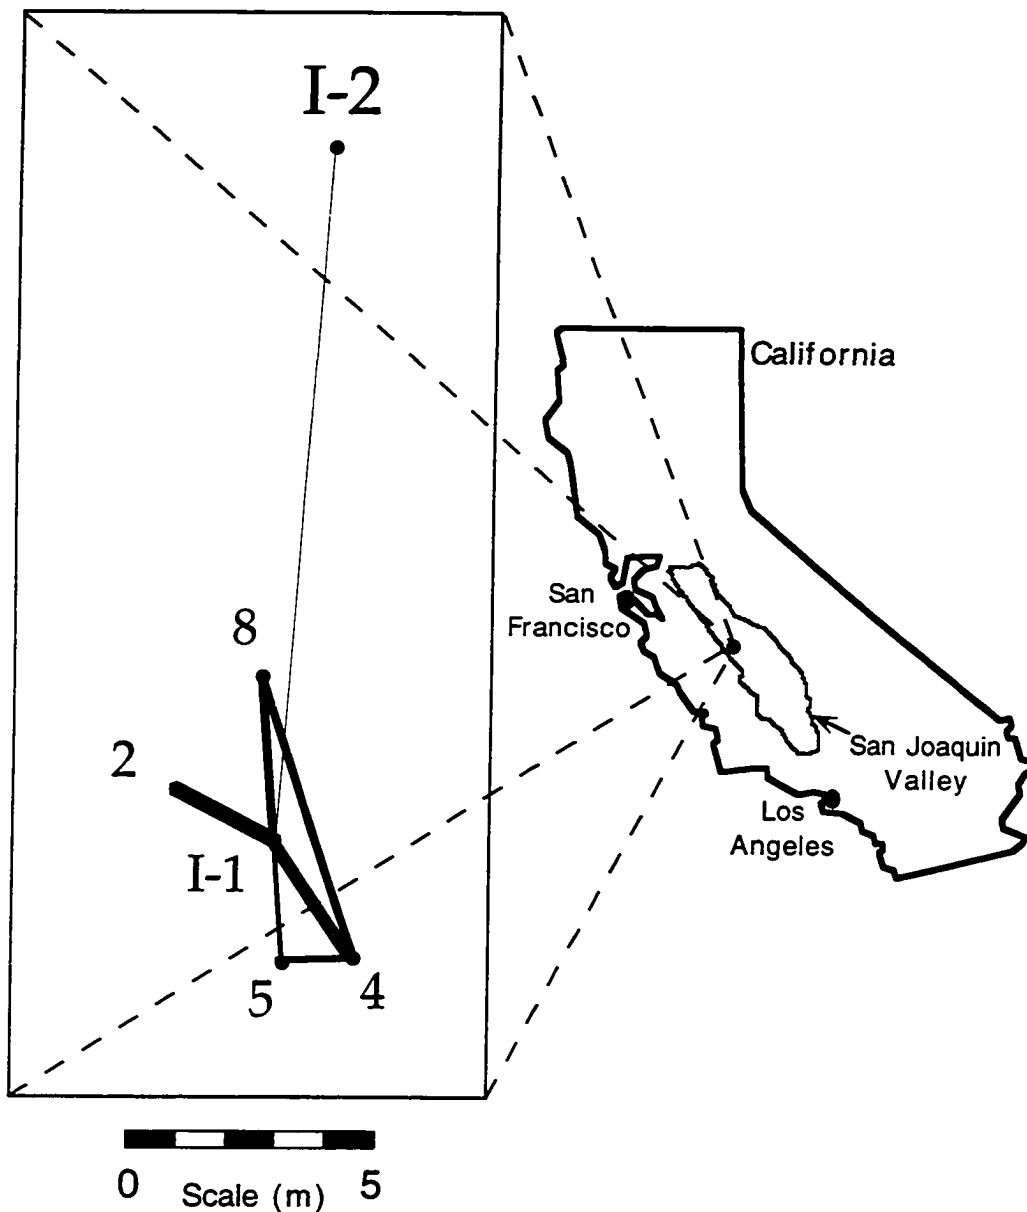 I-2
California
San
Francisco
8
2
San Joaquin
Valley
Los
Angeles
I-1
5
4
0 Scale (m) 5